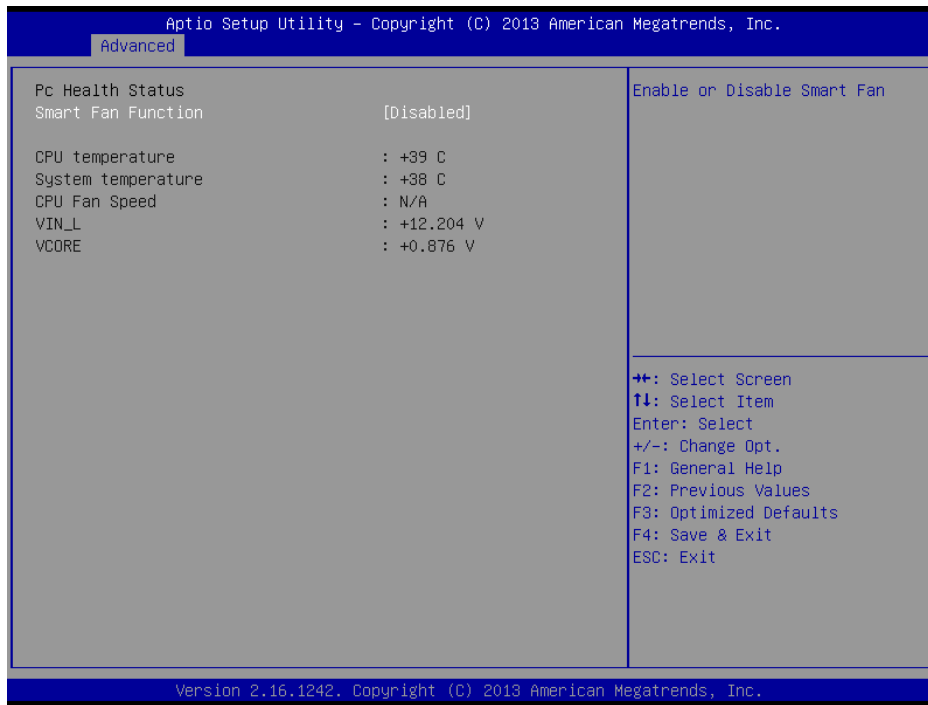 Aptio Setup Utility – Copyright (C) 2013 American Megatrends, Inc.
Advanced
Pc Health Status
Smart Fan Function [Disabled]
CPU temperature : +39 C
System temperature : +38 C
CPU Fan Speed : N/A
VIN_L : +12.204 V
VCORE : +0.876 V
Enable or Disable Smart Fan
→←: Select Screen
↑↓: Select Item
Enter: Select
+/-: Change Opt.
F1: General Help
F2: Previous Values
F3: Optimized Defaults
F4: Save & Exit
ESC: Exit
Version 2.16.1242. Copyright (C) 2013 American Megatrends, Inc.